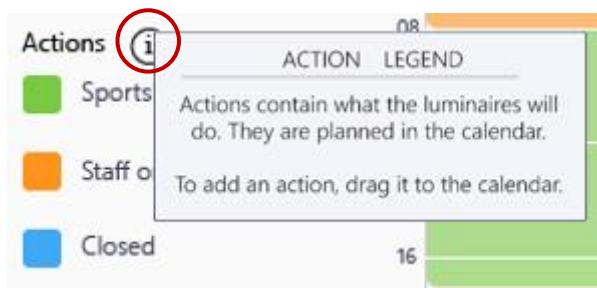 Actions i
08
ACTION LEGEND
Sports
Actions contain what the luminaires will
do. They are planned in the calendar.
Staff o
To add an action, drag it to the calendar.
Closed
16